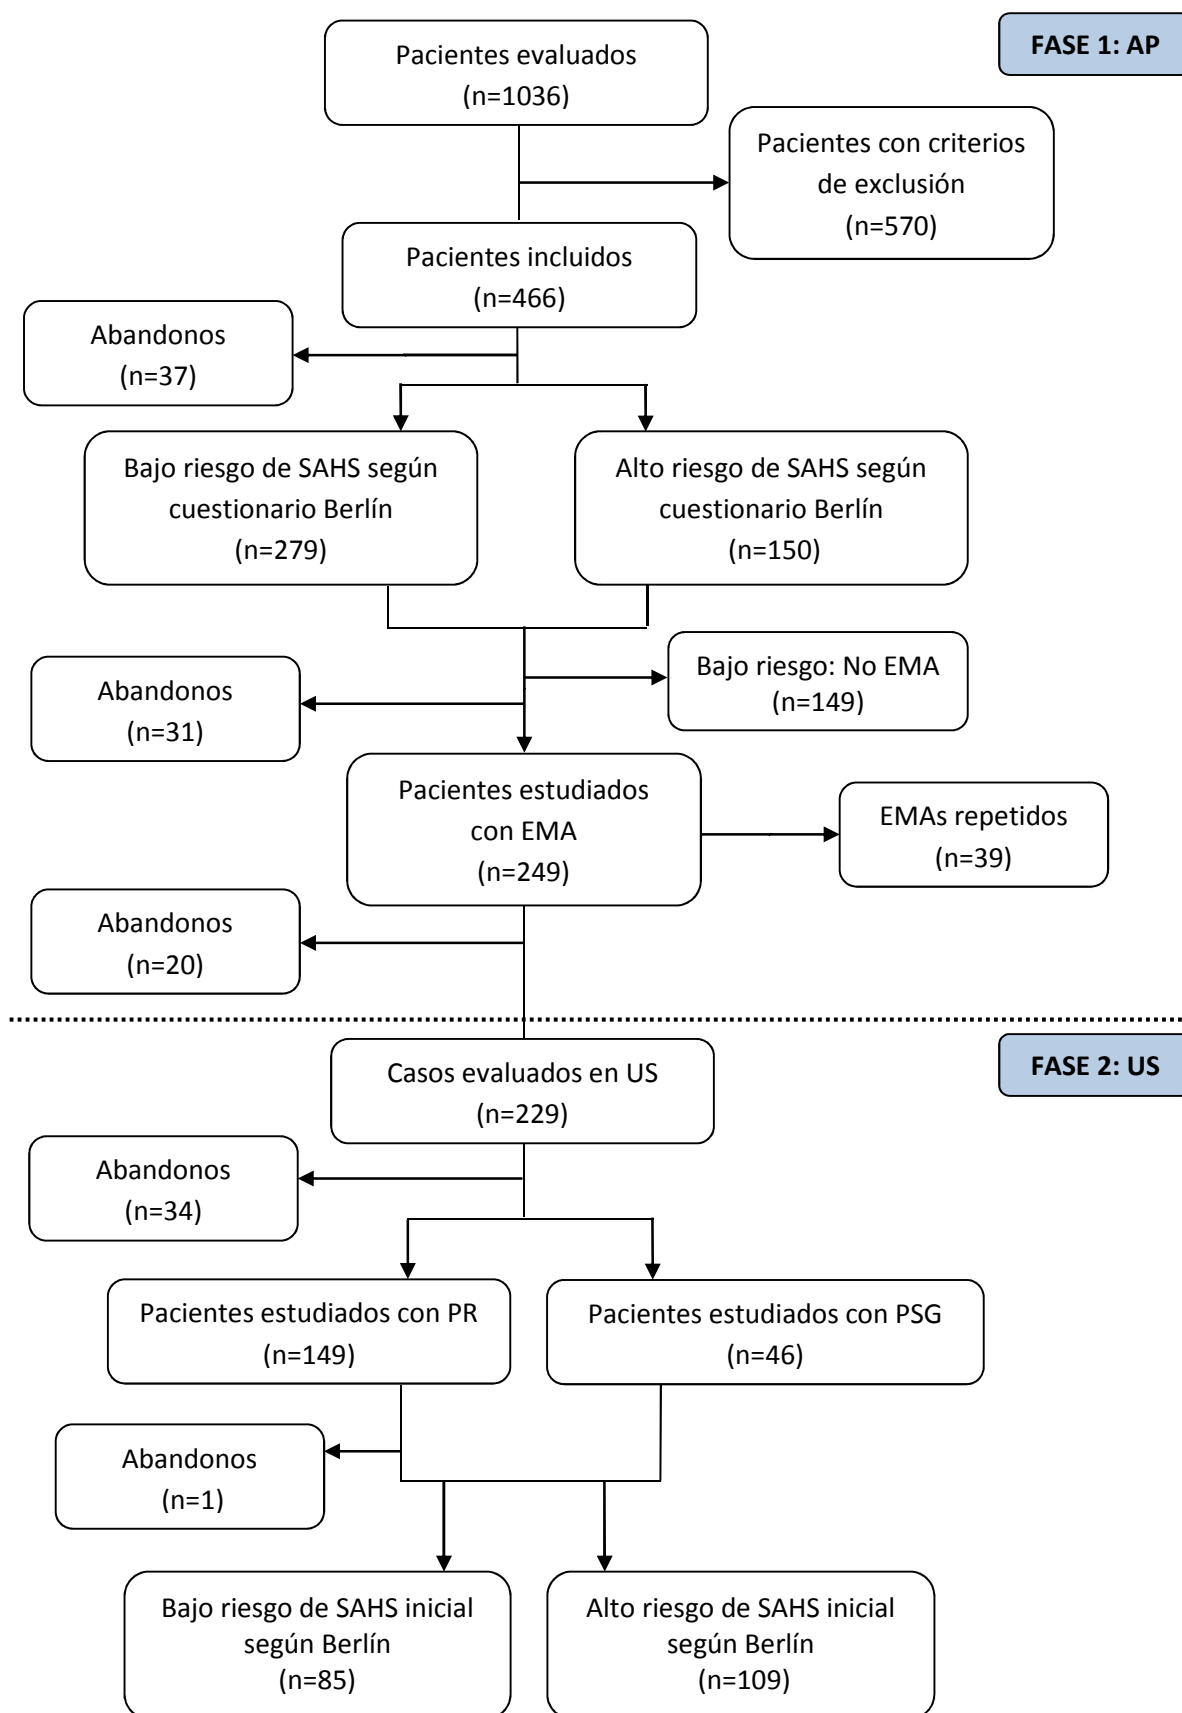 FASE 1: AP
Pacientes evaluados
(n=1036)
Pacientes con criterios
de exclusión
(n=570)
Pacientes incluidos
(n=466)
Abandonos
(n=37)
Bajo riesgo de SAHS según
cuestionario Berlín
(n=279)
Alto riesgo de SAHS según
cuestionario Berlín
(n=150)
Bajo riesgo: No EMA
(n=149)
Abandonos
(n=31)
Pacientes estudiados
con EMA
(n=249)
EMAs repetidos
(n=39)
Abandonos
(n=20)
FASE 2: US
Casos evaluados en US
(n=229)
Abandonos
(n=34)
Pacientes estudiados con PR
(n=149)
Pacientes estudiados con PSG
(n=46)
Abandonos
(n=1)
Bajo riesgo de SAHS inicial
según Berlín
(n=85)
Alto riesgo de SAHS inicial
según Berlín
(n=109)